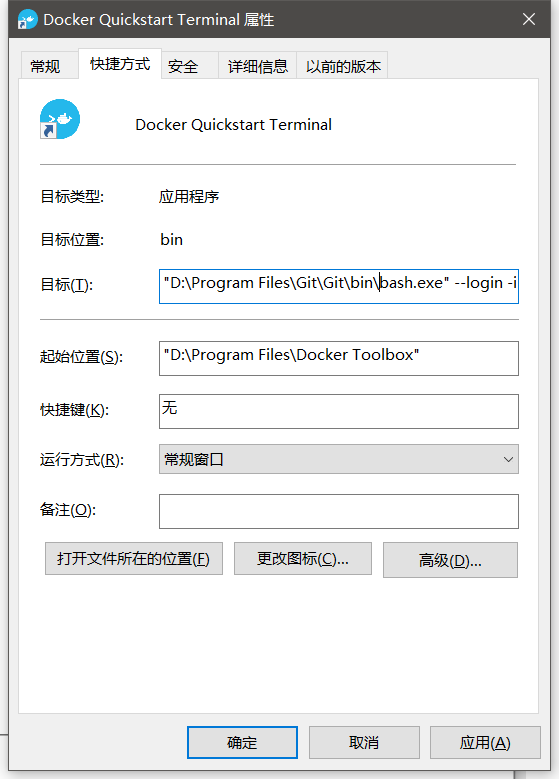 Docker Quickstart Terminal 属性
常规
快捷方式
安全
详细信息
以前的版本
Docker Quickstart Terminal
目标类型:
应用程序
目标位置:
bin
目标(T):
"D:\Program Files\Git\Git\bin\bash.exe" --login -i
起始位置(S):
"D:\Program Files\Docker Toolbox"
快捷键(K):
无
运行方式(R):
常规窗口
备注(O):
打开文件所在的位置(F)
更改图标(C)...
高级(D)...
确定
取消
应用(A)